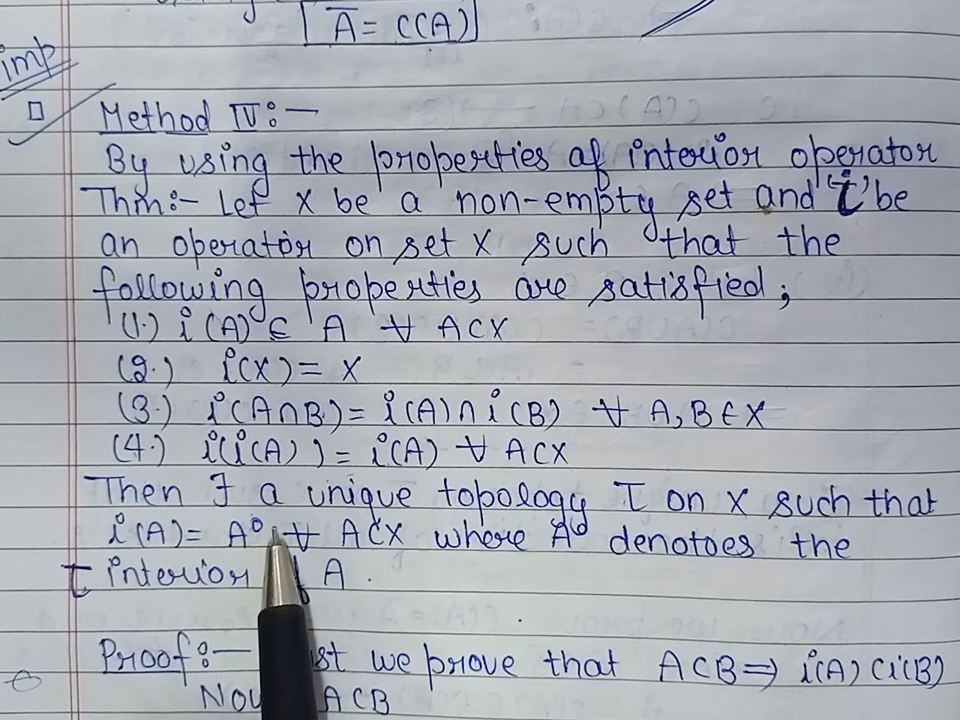 Ā = C(A)
imp
Method IV:—
By using the properties of interior operator
Thm:- Let X be a non-empty set and 'i' be
an operator on set X such that the
following properties are satisfied;
(1.) i(A) ⊆ A ∀ A⊂X
(2.) i(X) = X
(3.) i(A∩B) = i(A)∩i(B) ∀ A,B∈X
(4.) i(i(A)) = i(A) ∀ A⊂X
Then ∃ a unique topology τ on X such that
i(A) = A° ∀ A⊂X where A° denotoes the
τ interior of A.
Proof:— we prove that A⊂B ⇒ i(A)⊂i(B)
A⊂B